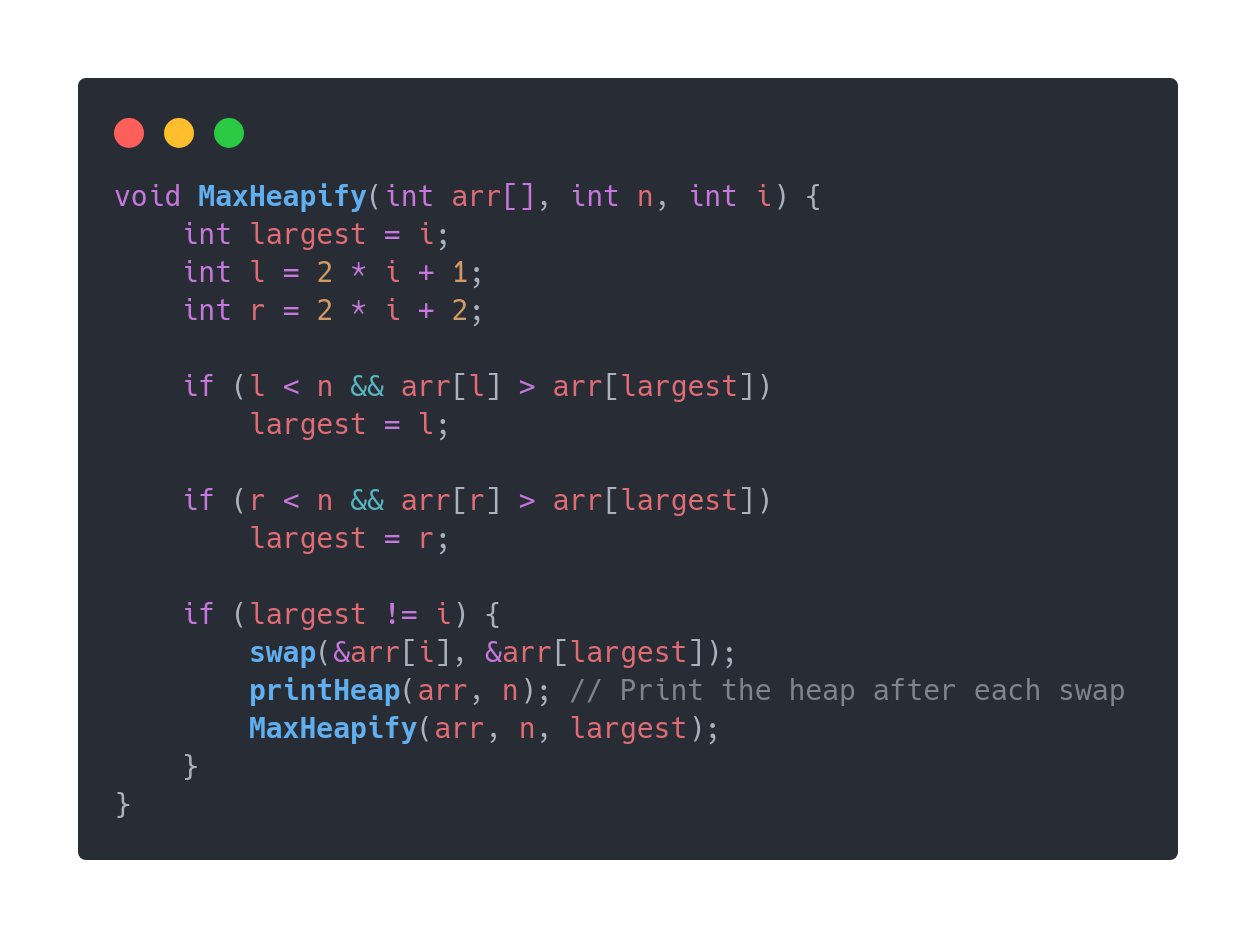 void MaxHeapify(int arr[], int n, int i) {
    int largest = i;
    int l = 2 * i + 1;
    int r = 2 * i + 2;

    if (l < n && arr[l] > arr[largest])
        largest = l;

    if (r < n && arr[r] > arr[largest])
        largest = r;

    if (largest != i) {
        swap(&arr[i], &arr[largest]);
        printHeap(arr, n); // Print the heap after each swap
        MaxHeapify(arr, n, largest);
    }
}